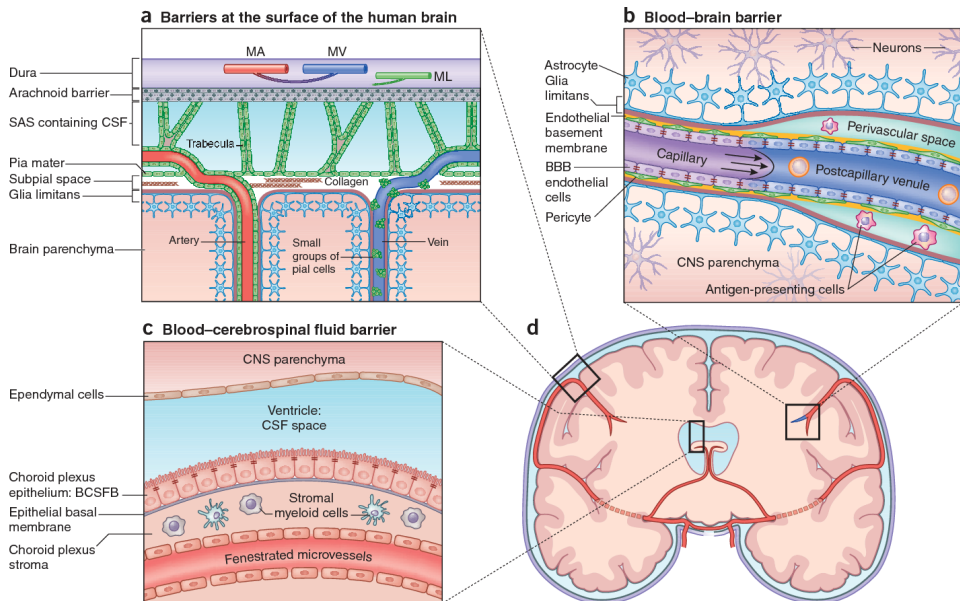 a Barriers at the surface of the human brain
MA
MV
ML
Dura
Arachnoid barrier
SAS containing CSF
Trabecula
Pia mater
Subpial space
Collagen
Glia limitans
Brain parenchyma
Artery
Small
groups of
pial cells
Vein
b Blood–brain barrier
Neurons
Astrocyte
Glia
limitans
Endothelial
basement
membrane
BBB
endothelial
cells
Pericyte
Perivascular space
Capillary
Postcapillary venule
CNS parenchyma
Antigen-presenting cells
c Blood–cerebrospinal fluid barrier
CNS parenchyma
Ependymal cells
Ventricle:
CSF space
Choroid plexus
epithelium: BCSFB
Epithelial basal
membrane
Choroid plexus
stroma
Stromal
myeloid cells
Fenestrated microvessels
d